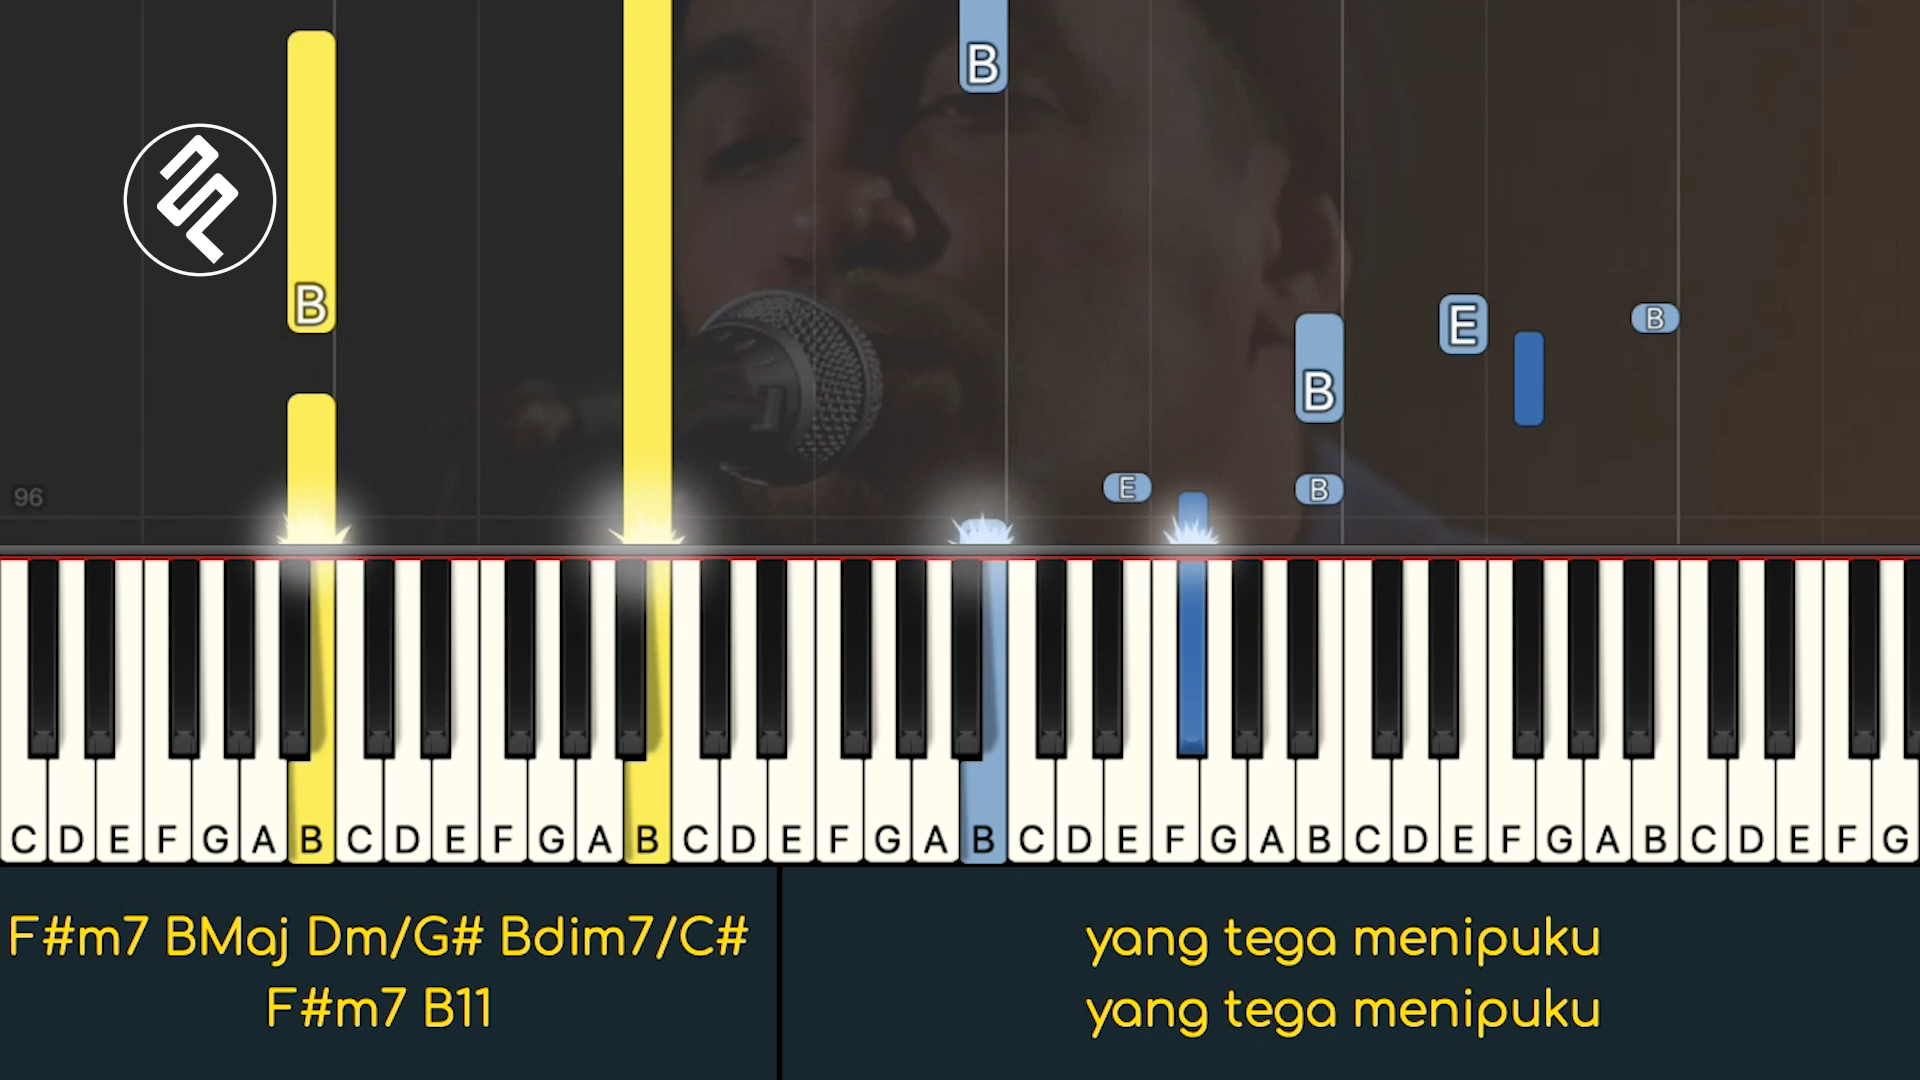 B
B
E
B
B
E
B
96
C D E F G A B C D E F G A B C D E F G A B C D E F G A B C D E F G A B C D E F G
F#m7 BMaj Dm/G# Bdim7/C#
F#m7 B11
yang tega menipuku
yang tega menipuku